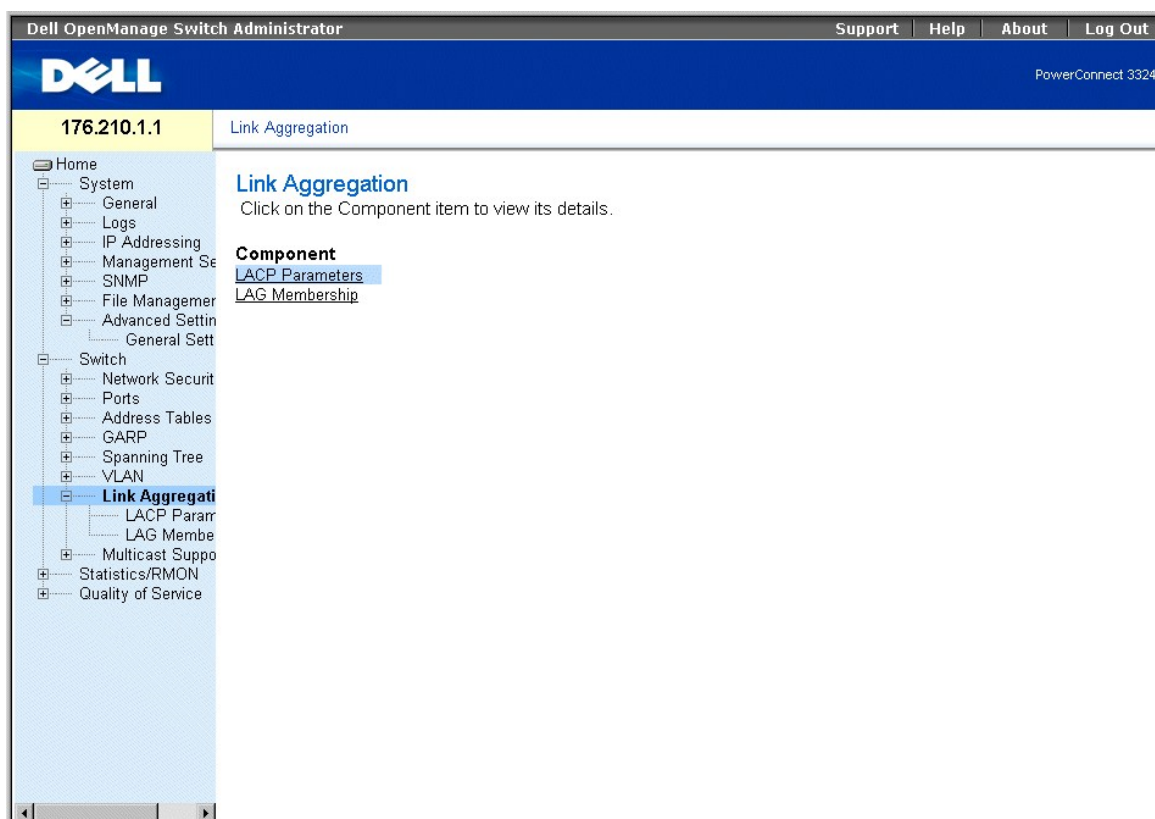 Dell OpenManage Switch Administrator
Support
Help
About
Log Out
DELL
PowerConnect 3324
176.210.1.1
Link Aggregation
Home
System
General
Logs
IP Addressing
Management Se
SNMP
File Managemen
Advanced Settin
General Sett
Switch
Network Securit
Ports
Address Tables
GARP
Spanning Tree
VLAN
Link Aggregati
LACP Param
LAG Membe
Multicast Suppo
Statistics/RMON
Quality of Service
Link Aggregation
Click on the Component item to view its details.
Component
LACP Parameters
LAG Membership